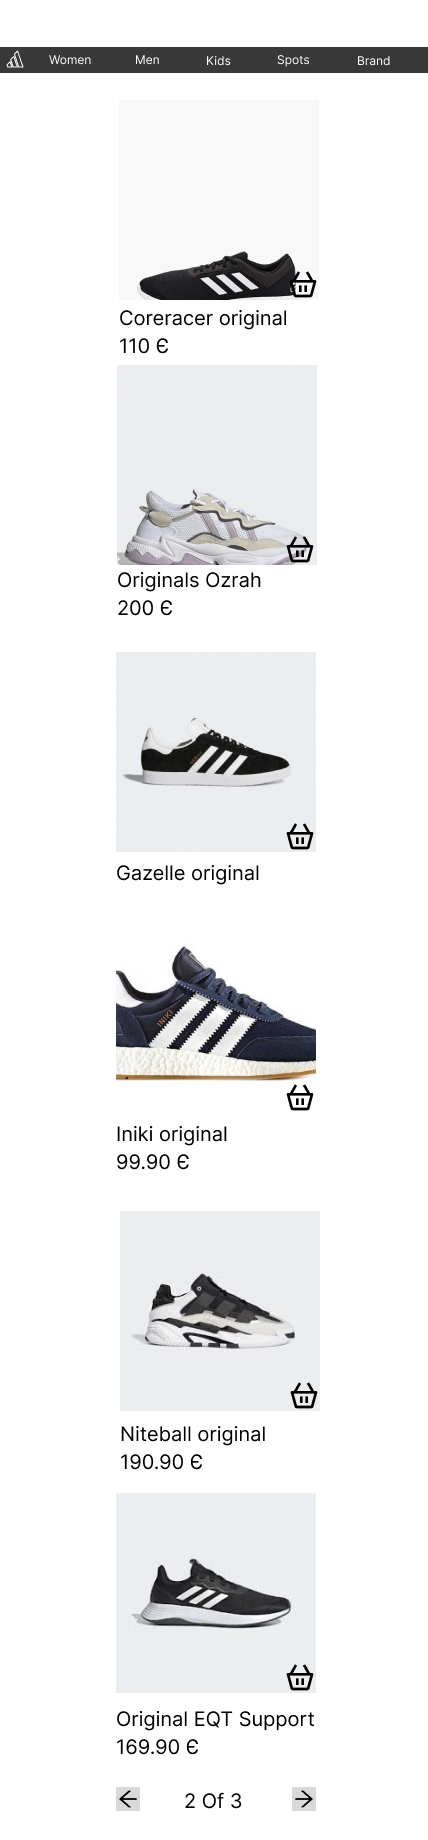 Women Men Kids Spots Brand
Coreracer original
110 €
Originals Ozrah
200 €
Gazelle original
INIKI
Iniki original
99.90 €
Niteball original
190.90 €
Original EQT Support
169.90 €
2 Of 3